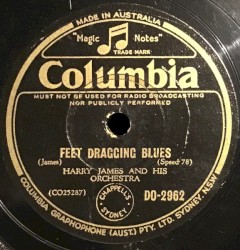 MADE IN AUSTRALIA
"Magic Notes"
TRADE MARK
Columbia
MUST NOT BE USED FOR RADIO BROADCASTING
NOR PUBLICLY PERFORMED
FEET DRAGGING BLUES
(James) (Speed 78)
HARRY JAMES AND HIS
ORCHESTRA
(CO25287)
CHAPPELL'S
SYDNEY
DO-2962
COLUMBIA GRAPHOPHONE (AUST.) PTY. LTD. SYDNEY, N.S.W.